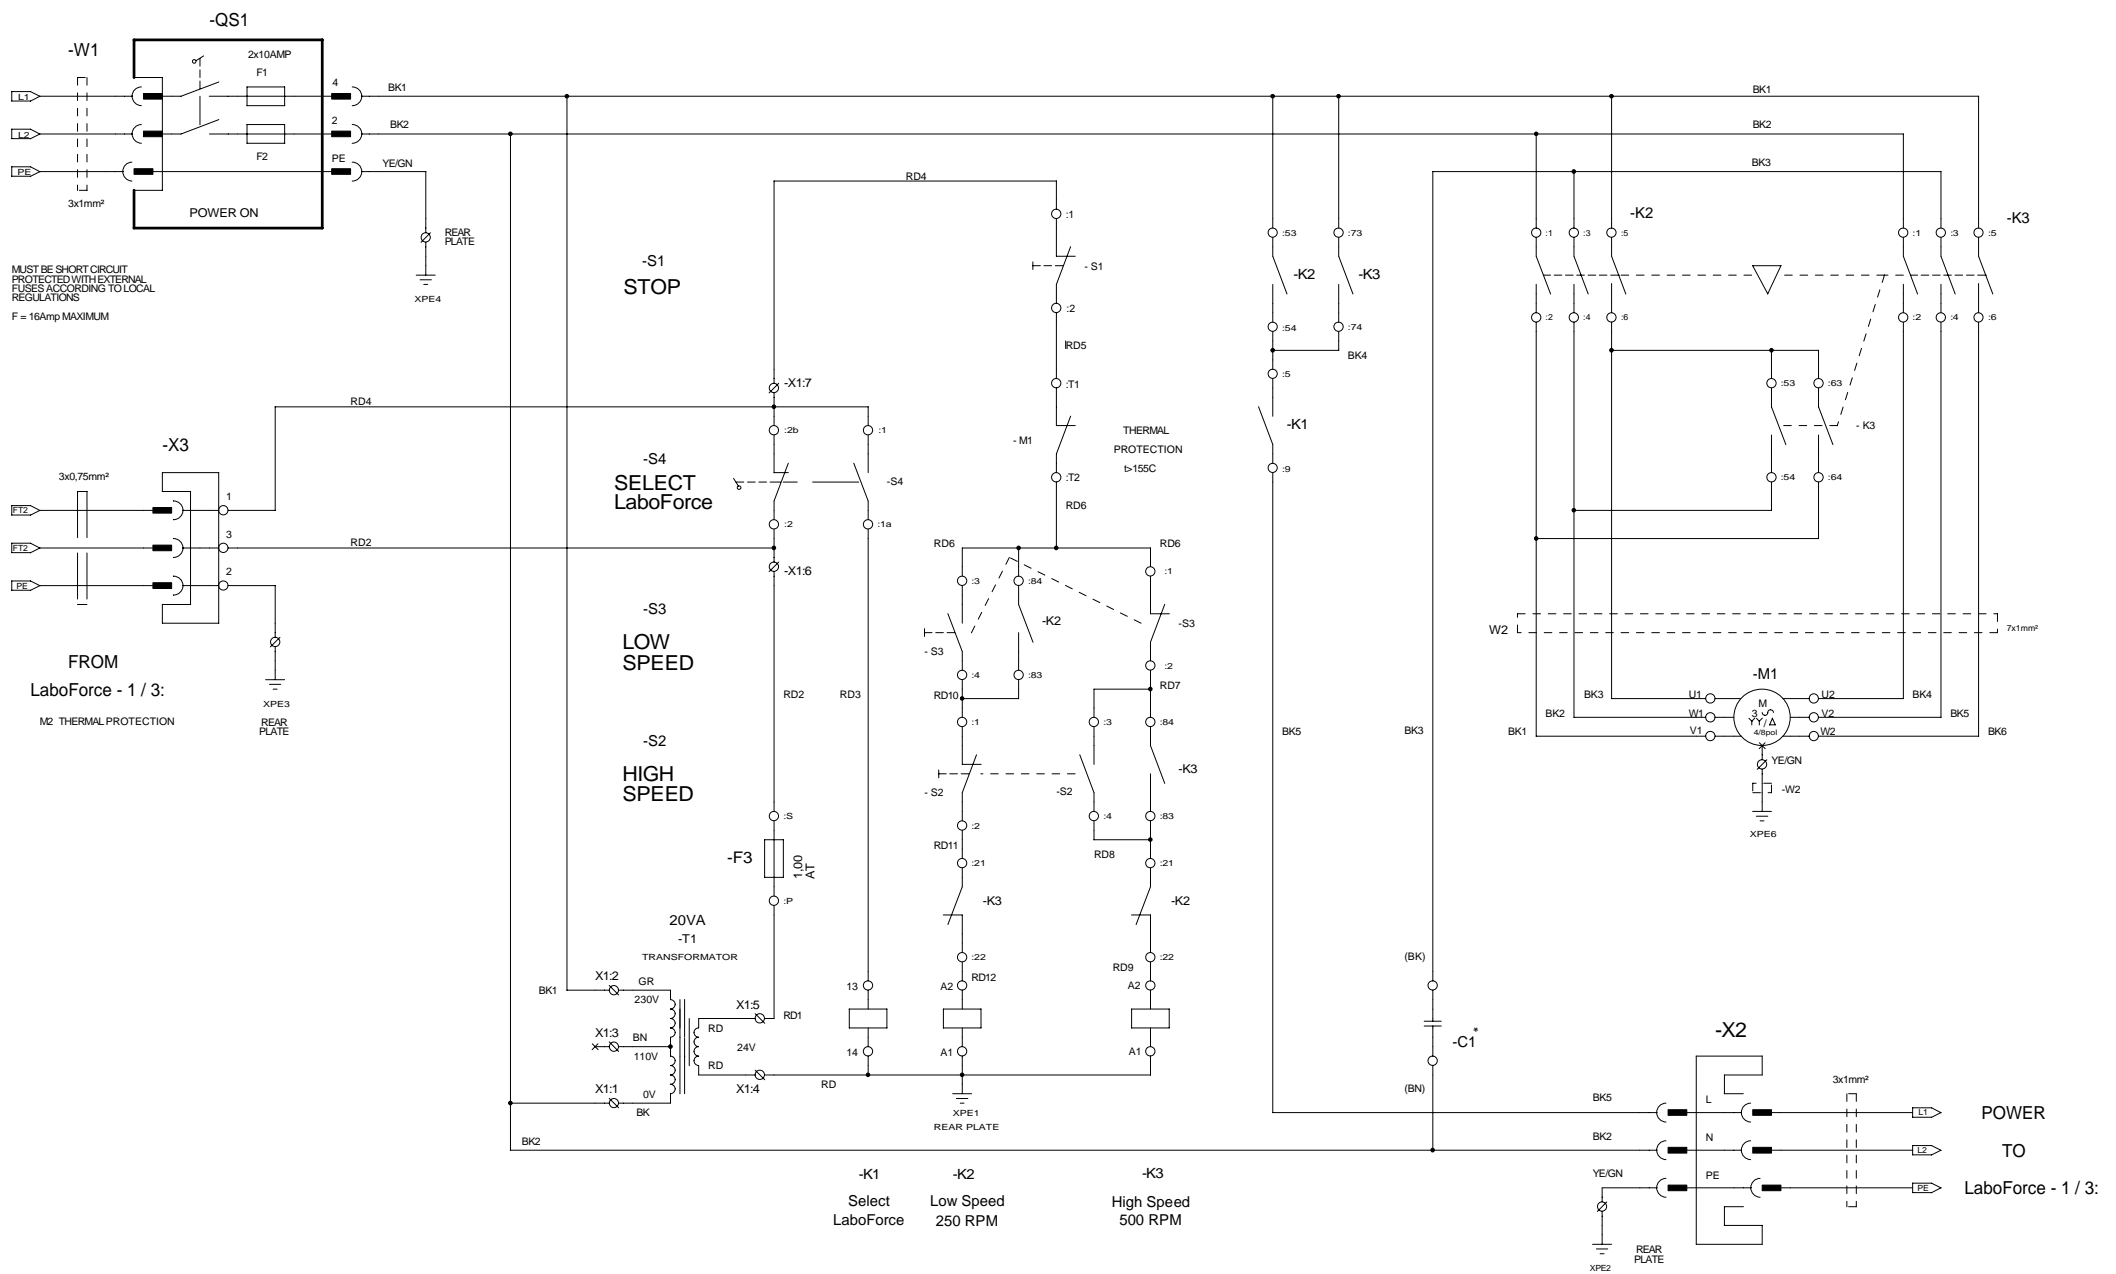 -QS1
-W1
2x10AMP
F1
4
BK1
BK1
L1
2
BK2
BK2
L2
F2
PE
YE/GN
BK3
PE
3x1mm²
POWER ON
RD4
REAR
PLATE
XPE4
MUST BE SHORT CIRCUIT
PROTECTED WITH EXTERNAL
FUSES ACCORDING TO LOCAL
REGULATIONS
F = 16Amp MAXIMUM
-S1
STOP
:1
- S1
:2
RD5
:T1
- M1
:T2
RD6
THERMAL
PROTECTION
t>155C
:53
:73
-K2
-K3
:54
:74
BK4
:5
-K1
:9
:1
:3
:5
-K2
:1
:3
:5
-K3
:2
:4
:6
:2
:4
:6
:53
:63
- K3
:54
:64
-X1:7
RD4
-X3
3x0,75mm²
1
FT2
3
FT2
RD2
2
PE
:2b
:1
-S4
SELECT
LaboForce
-S4
:2
:1a
-X1:6
FROM
LaboForce - 1 / 3:
M2 THERMAL PROTECTION
XPE3
REAR
PLATE
-S3
LOW
SPEED
RD2
RD3
-S2
HIGH
SPEED
RD6
RD6
:3
:84
:1
-K2
- S3
-S3
:4
:83
:2
RD10
RD7
:1
:3
:84
-K3
- S2
-S2
:2
:4
:83
RD11
RD8
:21
:21
-K3
-K2
:22
:22
RD12
RD9
A2
A2
A1
A1
BK5
BK3
W2
7x1mm²
-M1
BK3
U1
M
U2
BK4
BK2
W1
3
V2
BK5
YY/Δ
BK1
V1
4/8pol
W2
BK6
YE/GN
-W2
XPE6
:S
-F3
1,00
AT
:P
20VA
-T1
TRANSFORMATOR
X1:2
GR
BK1
230V
X1:5
RD1
RD
X1:3
BN
110V
24V
RD
X1:1
0V
BK
X1:4
RD
13
14
XPE1
REAR PLATE
(BK)
-C1*
(BN)
BK2
-K1
Select
LaboForce
-K2
Low Speed
250 RPM
-K3
High Speed
500 RPM
-X2
3x1mm²
BK5
L
L1
POWER
BK2
N
L2
TO
YE/GN
PE
PE
LaboForce - 1 / 3:
REAR
PLATE
XPE2